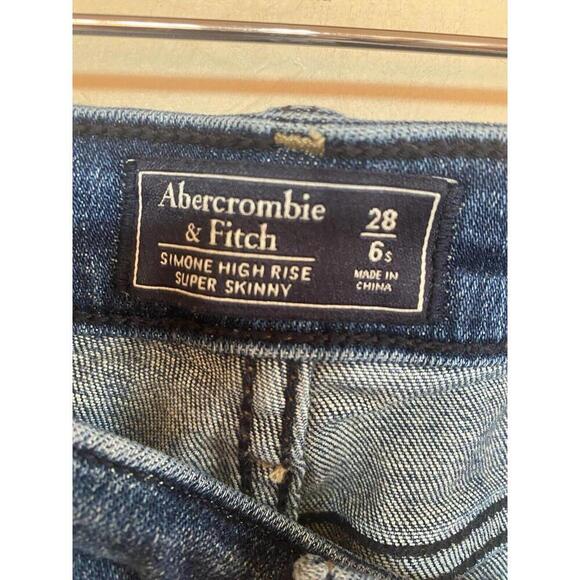 Abercrombie
& Fitch
SIMONE HIGH RISE
SUPER SKINNY
28
6s
MADE IN
CHINA